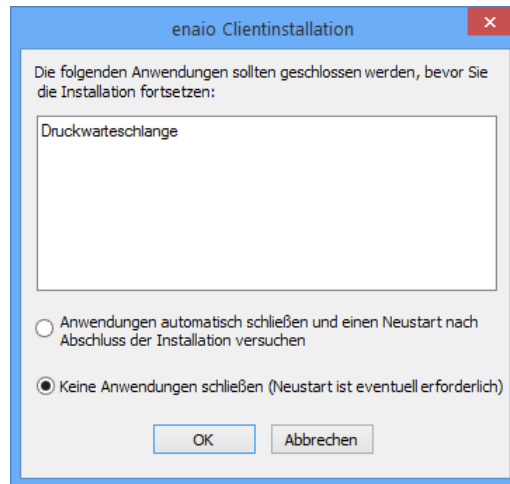 enaio Clientinstallation
Die folgenden Anwendungen sollten geschlossen werden, bevor Sie
die Installation fortsetzen:
Druckwarteschlange
Anwendungen automatisch schließen und einen Neustart nach
Abschluss der Installation versuchen
Keine Anwendungen schließen (Neustart ist eventuell erforderlich)
OK
Abbrechen